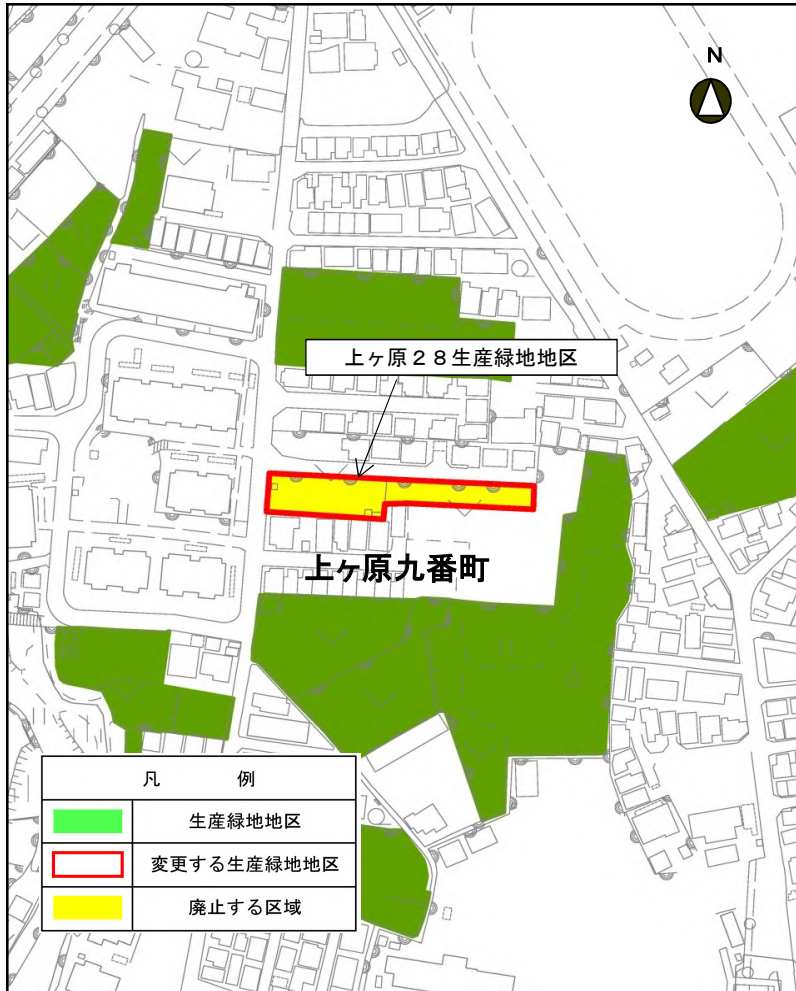 N
上ヶ原２８生産緑地地区
上ヶ原九番町
凡　例
生産緑地地区
変更する生産緑地地区
廃止する区域